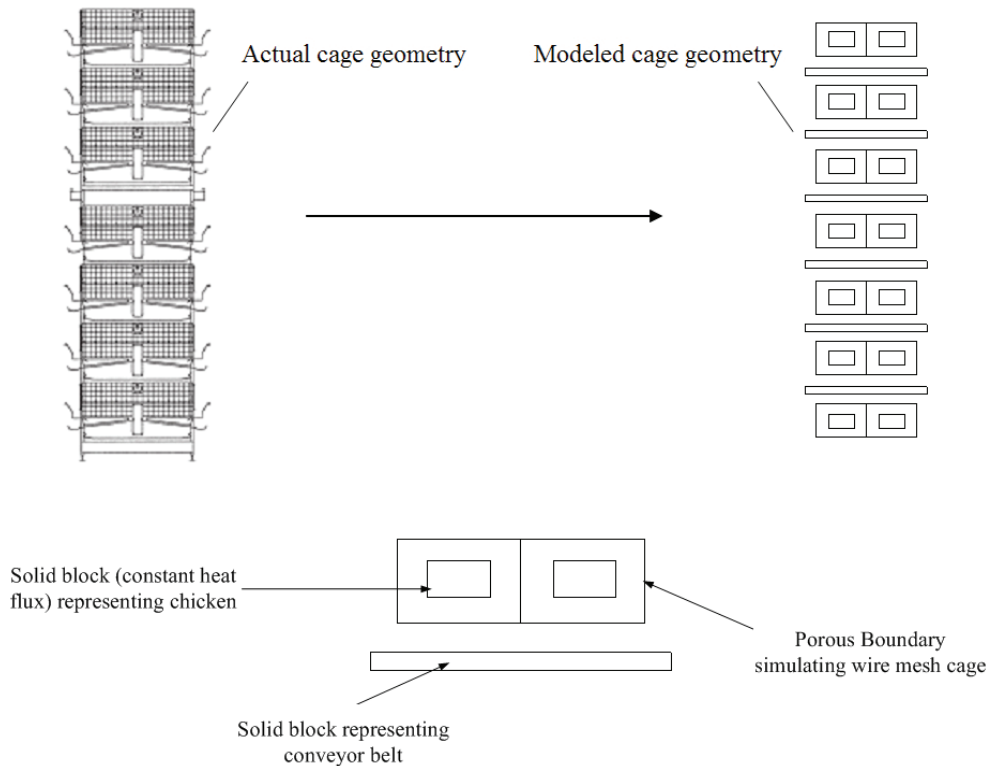 Actual cage geometry
Modeled cage geometry
Solid block (constant heat
flux) representing chicken
Porous Boundary
simulating wire mesh cage
Solid block representing
conveyor belt